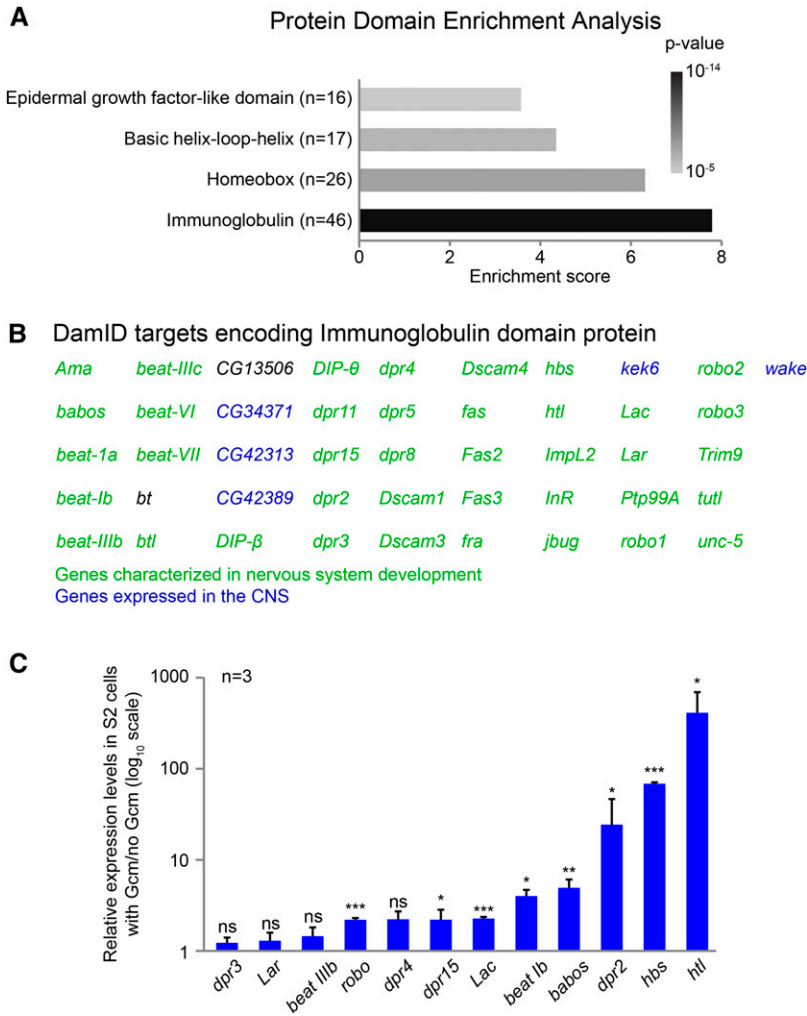 A
Protein Domain Enrichment Analysis
p-value
10-14
10-5
Epidermal growth factor-like domain (n=16)
Basic helix-loop-helix (n=17)
Homeobox (n=26)
Immunoglobulin (n=46)
0 2 4 6 8
Enrichment score
B DamID targets encoding Immunoglobulin domain protein
Ama beat-IIIc CG13506 DIP-θ dpr4 Dscam4 hbs kek6 robo2 wake
babos beat-VI CG34371 dpr11 dpr5 fas htl Lac robo3
beat-1a beat-VII CG42313 dpr15 dpr8 Fas2 ImpL2 Lar Trim9
beat-Ib bt CG42389 dpr2 Dscam1 Fas3 InR Ptp99A tutl
beat-IIIb btl DIP-β dpr3 Dscam3 fra jbug robo1 unc-5
Genes characterized in nervous system development
Genes expressed in the CNS
C
Relative expression levels in S2 cells
with Gcm/no Gcm (log10 scale)
1000
100
10
1
n=3
ns ns ns *** ns * *** * ** * *** *
dpr3 Lar beat IIIb robo dpr4 dpr15 Lac beat Ib babos dpr2 hbs htl